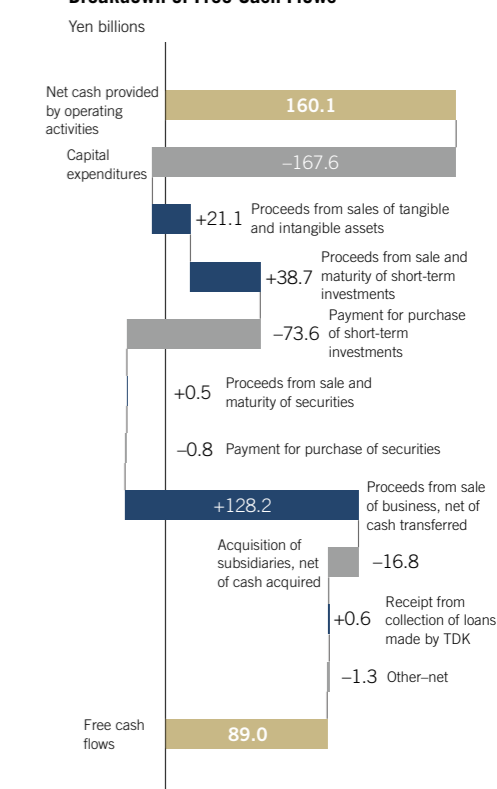 Breakdown of Free Cash Flows
Yen billions
Net cash provided
by operating
activities
160.1
Capital
expenditures
–167.6
+21.1
Proceeds from sales of tangible
and intangible assets
+38.7
Proceeds from sale and
maturity of short-term
investments
–73.6
Payment for purchase
of short-term
investments
+0.5
Proceeds from sale and
maturity of securities
–0.8
Payment for purchase of securities
+128.2
Proceeds from sale
of business, net of
cash transferred
Acquisition of
subsidiaries, net
of cash acquired
–16.8
+0.6
Receipt from
collection of loans
made by TDK
–1.3
Other–net
Free cash
flows
89.0